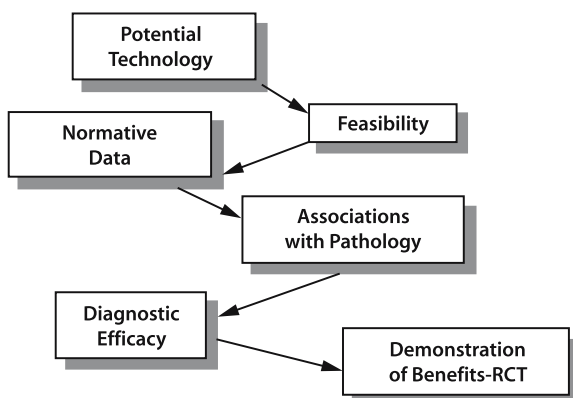 Potential
Technology
Feasibility
Normative
Data
Associations
with Pathology
Diagnostic
Efficacy
Demonstration
of Benefits-RCT